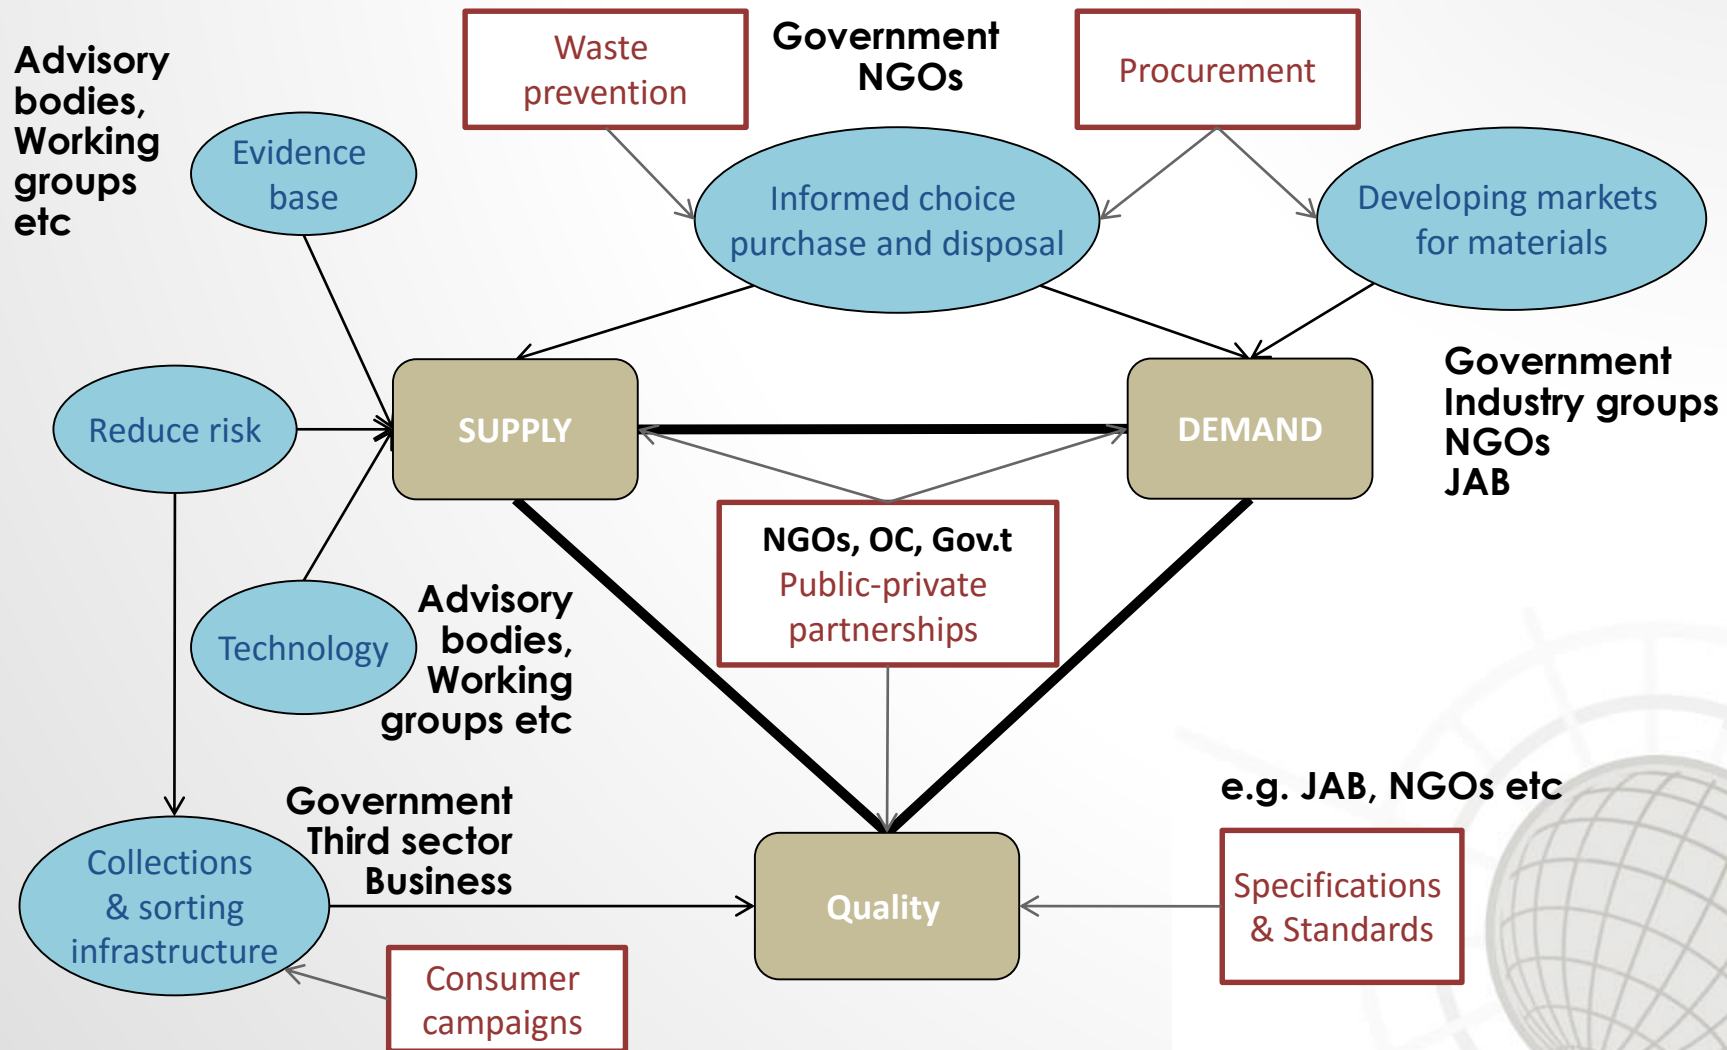 Advisory
bodies,
Working
groups
etc
Waste
prevention
Government
NGOs
Procurement
Evidence
base
Informed choice
purchase and disposal
Developing markets
for materials
Reduce risk
SUPPLY
DEMAND
Government
Industry groups
NGOs
JAB
NGOs, OC, Gov.t
Public-private
partnerships
Technology
Advisory
bodies,
Working
groups etc
Government
Third sector
Business
e.g. JAB, NGOs etc
Collections
& sorting
infrastructure
Quality
Specifications
& Standards
Consumer
campaigns